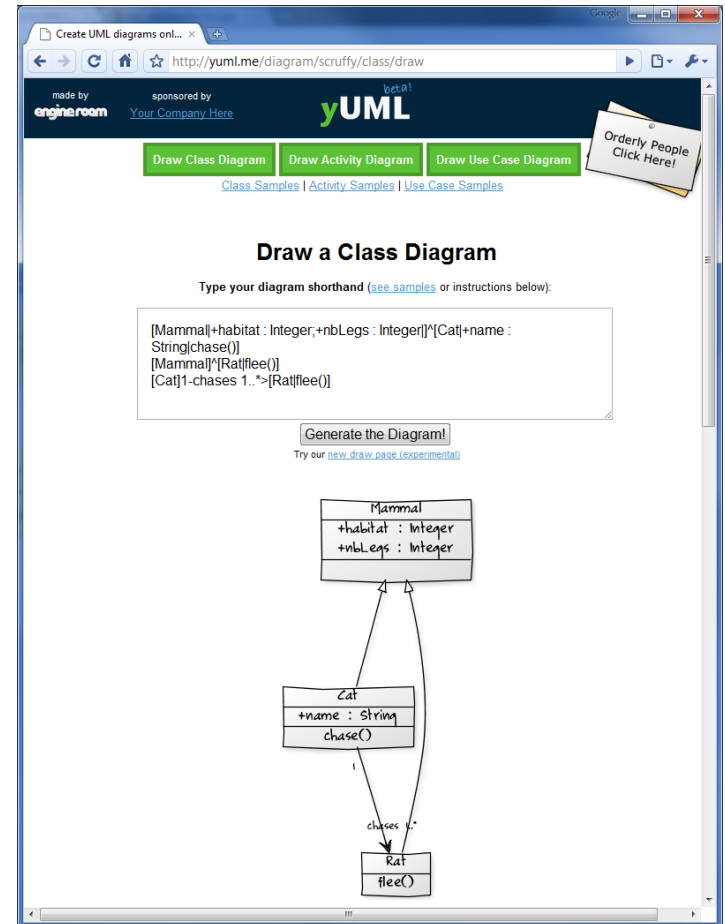 Google
Create UML diagrams onl...
http://yuml.me/diagram/scruffy/class/draw
made by
engine room
sponsored by
Your Company Here
beta!
yUML
Orderly People
Click Here!
Draw Class Diagram Draw Activity Diagram Draw Use Case Diagram
Class Samples | Activity Samples | Use Case Samples
Draw a Class Diagram
Type your diagram shorthand (see samples or instructions below):
[Mammal|+habitat : Integer;+nbLegs : Integer|]^[Cat|+name :
String|chase()]
[Mammal]^[Rat|flee()]
[Cat]1-chases 1..*>[Rat|flee()]
Generate the Diagram!
Try our new draw page (experimental)
Mammal
+habitat : Integer
+nbLegs : Integer
Cat
+name : String
chase()
1
chases 1..*
Rat
flee()